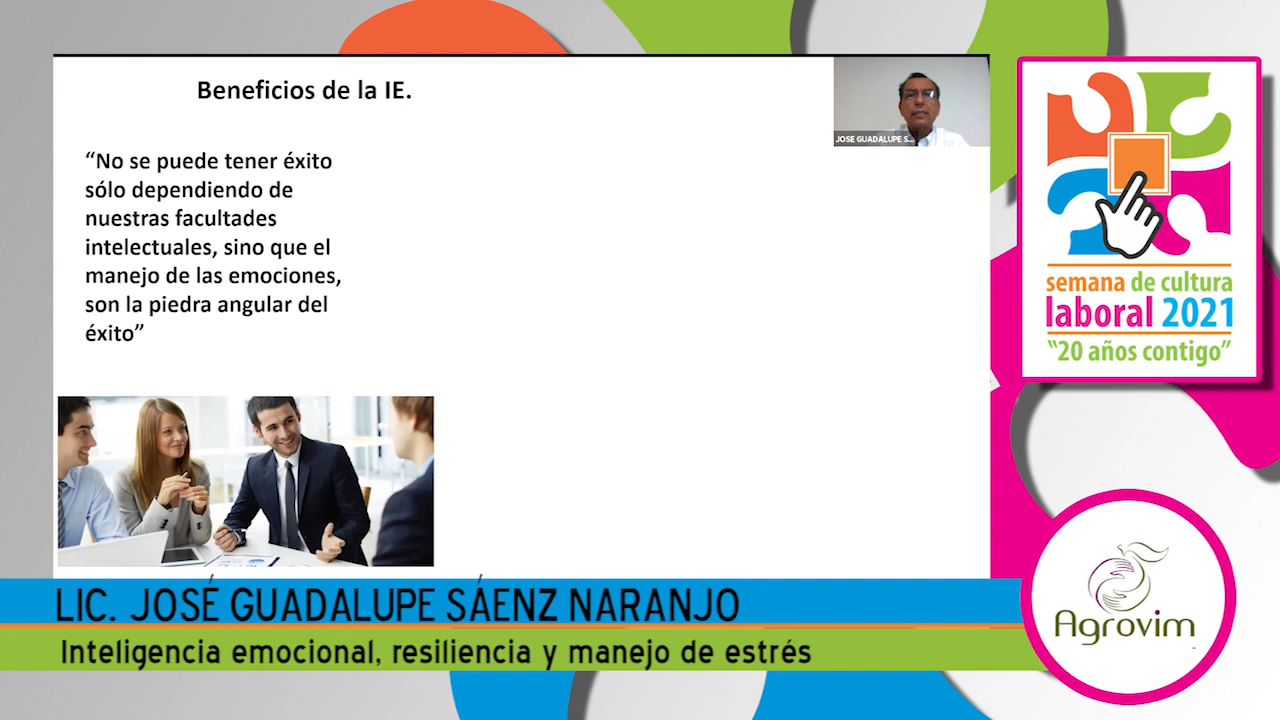 Beneficios de la IE.
“No se puede tener éxito
sólo dependiendo de
nuestras facultades
intelectuales, sino que el
manejo de las emociones,
son la piedra angular del
éxito”
JOSE GUADALUPE S...
semana de cultura
laboral 2021
“20 años contigo”
LIC. JOSÉ GUADALUPE SÁENZ NARANJO
Inteligencia emocional, resiliencia y manejo de estrés
Agrovim